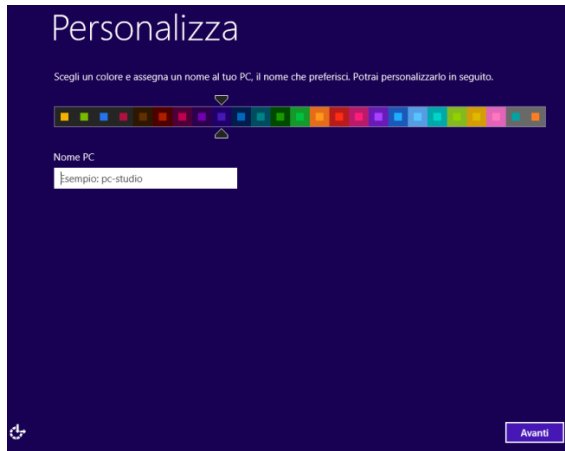 Personalizza
Scegli un colore e assegna un nome al tuo PC, il nome che preferisci. Potrai personalizzarlo in seguito.
Nome PC
Esempio: pc-studio
Avanti